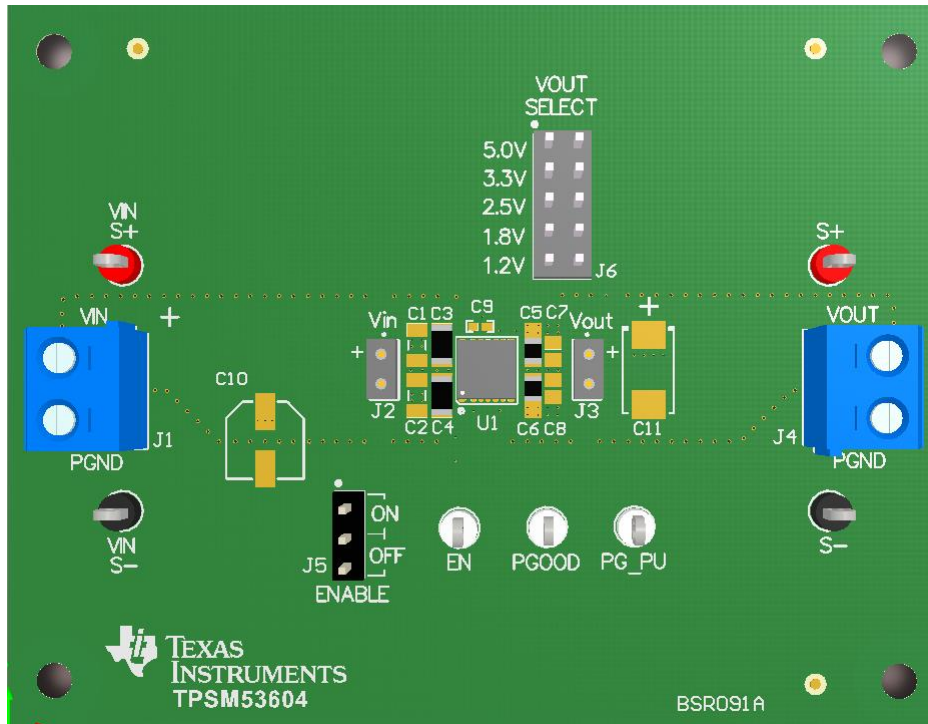 VOUT
SELECT
5.0V
3.3V
2.5V
1.8V
1.2V
J6
VIN
S+
S+
VIN
+
C1 C3 C9 C5 C7
Vin
Vout
+
VOUT
+
+
C10
J2
C2 C4
U1
C6 C8
J3
C11
J1
J4
PGND
PGND
VIN
S-
S-
ON
OFF
J5
ENABLE
EN
PGOOD
PG_PU
TEXAS
INSTRUMENTS
TPSM53604
BSR091A